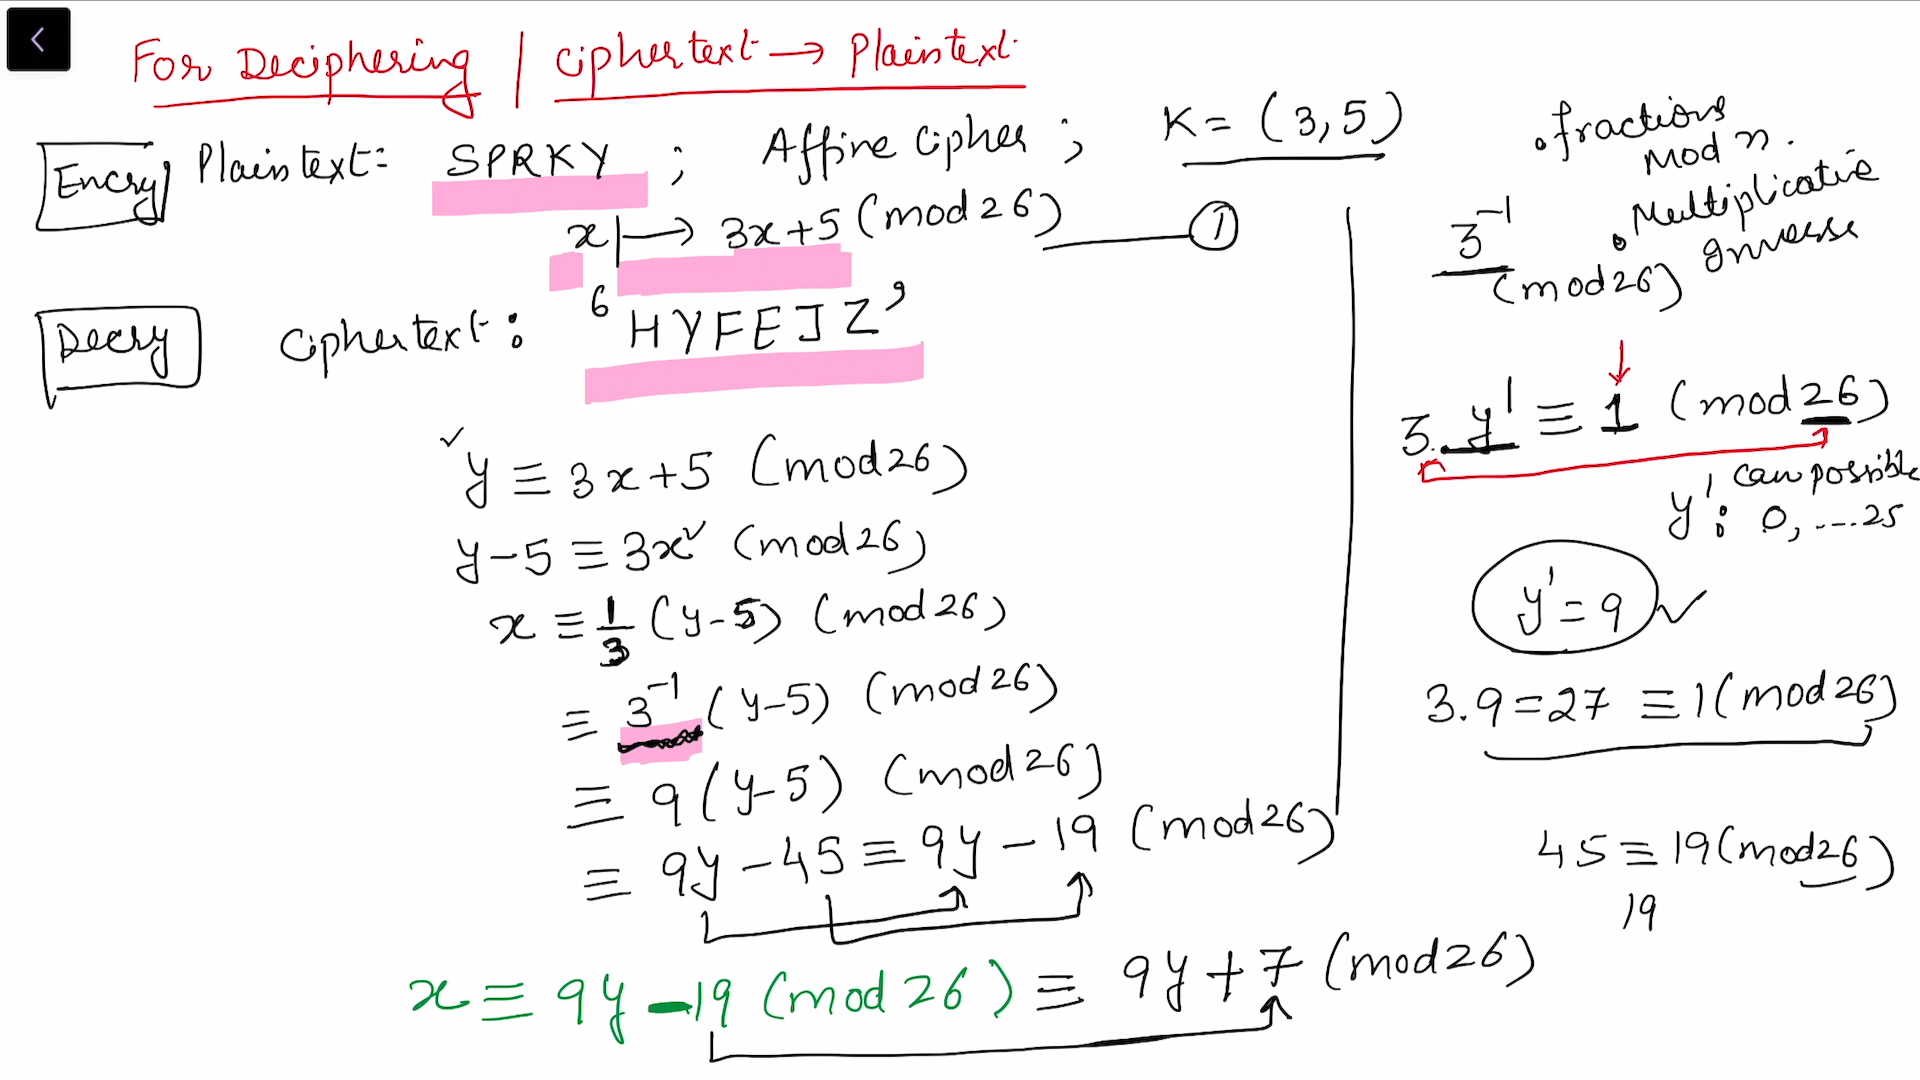 For Deciphering | Ciphertext → Plaintext
Encry Plaintext: SPRKY ; Affine Cipher ; K = (3,5)
x |→ 3x+5 (mod 26) ——— ①
Decry Ciphertext: ‘HYFEJZ’
✓y ≡ 3x+5 (mod 26)
y-5 ≡ 3x✓ (mod 26)
x ≡ 1/3 (y-5) (mod 26)
≡ 3⁻¹ (y-5) (mod 26)
≡ 9(y-5) (mod 26)
≡ 9y - 45 ≡ 9y - 19 (mod 26)
x ≡ 9y - 19 (mod 26) ≡ 9y + 7 (mod 26)
• fractions
mod n.
• Multiplicative
Inverse
3⁻¹
(mod 26)
3. y' ≡ 1 (mod 26)
y' can possible
: 0, ....25
y' = 9 ✓
3.9 = 27 ≡ 1 (mod 26)
45 ≡ 19 (mod 26)
19